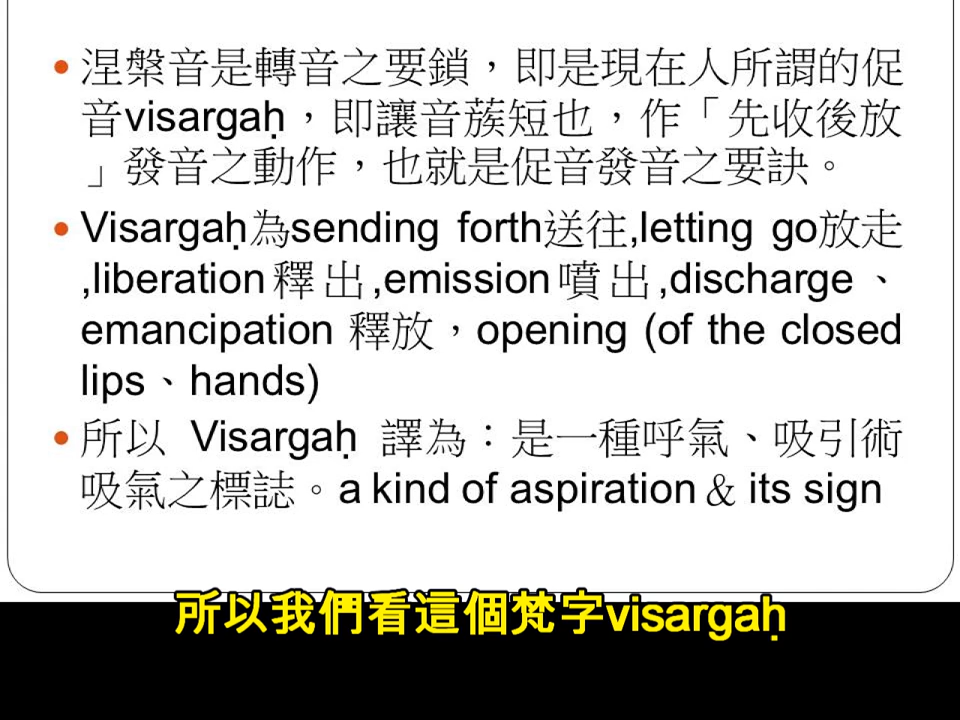 • 涅槃音是轉音之要鎖，即是現在人所謂的促
音visargaḥ，即讓音蔟短也，作「先收後放
」發音之動作，也就是促音發音之要訣。
• Visargaḥ為sending forth送往,letting go放走
,liberation釋出,emission噴出,discharge、
emancipation 釋放，opening (of the closed
lips、hands)
• 所以 Visargaḥ 譯為：是一種呼氣、吸引術
吸氣之標誌。a kind of aspiration＆ its sign
所以我們看這個梵字visargaḥ